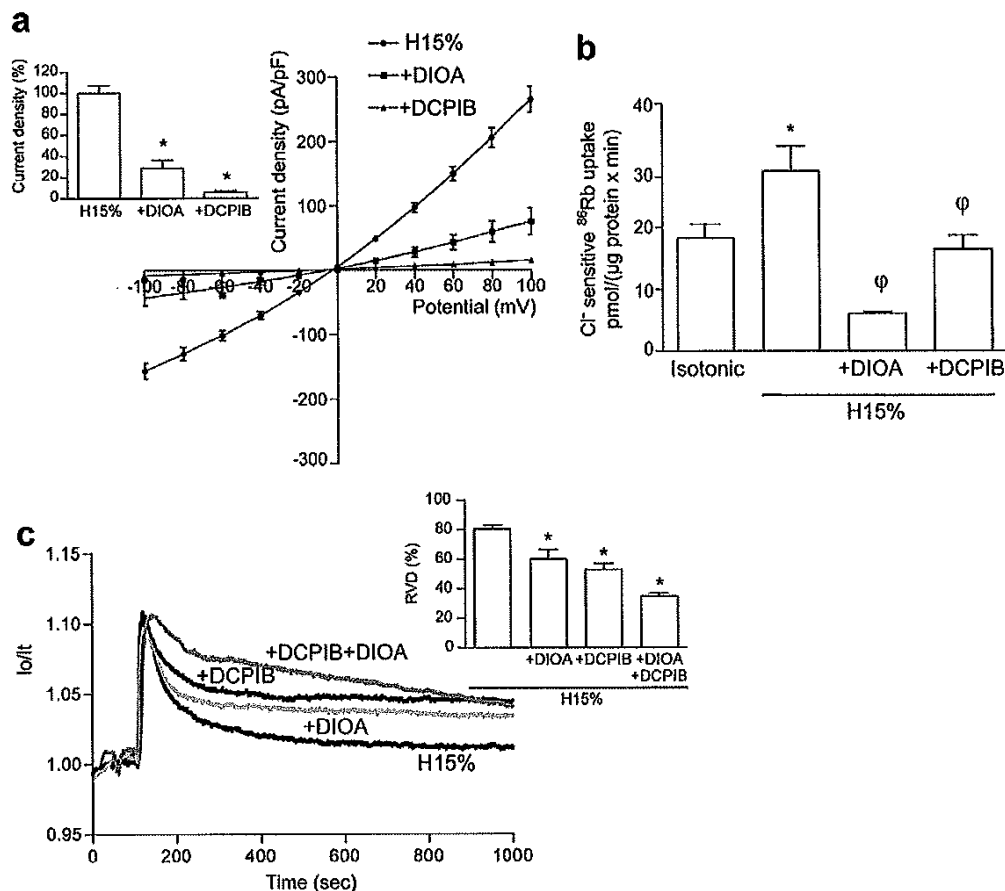 a
Current density (%)
120
100
80
60
40
20
0
*
*
H15% +DIOA +DCPIB
H15%
+DIOA
+DCPIB
Current density (pA/pF)
300
200
100
-100
-200
-300
-100 -80 -60 -40 -20
20 40 60 80 100
Potential (mV)
b
Cl⁻ sensitive ⁸⁶Rb uptake
pmol/(µg protein x min)
40
30
20
10
0
*
φ
φ
Isotonic
+DIOA +DCPIB
H15%
c
Io/It
1.15
1.10
1.05
1.00
0.95
+DCPIB+DIOA
+DCPIB
+DIOA
H15%
0 200 400 600 800 1000
Time (sec)
RVD (%)
100
80
60
40
20
0
*
*
*
+DIOA +DCPIB +DIOA
+DCPIB
H15%